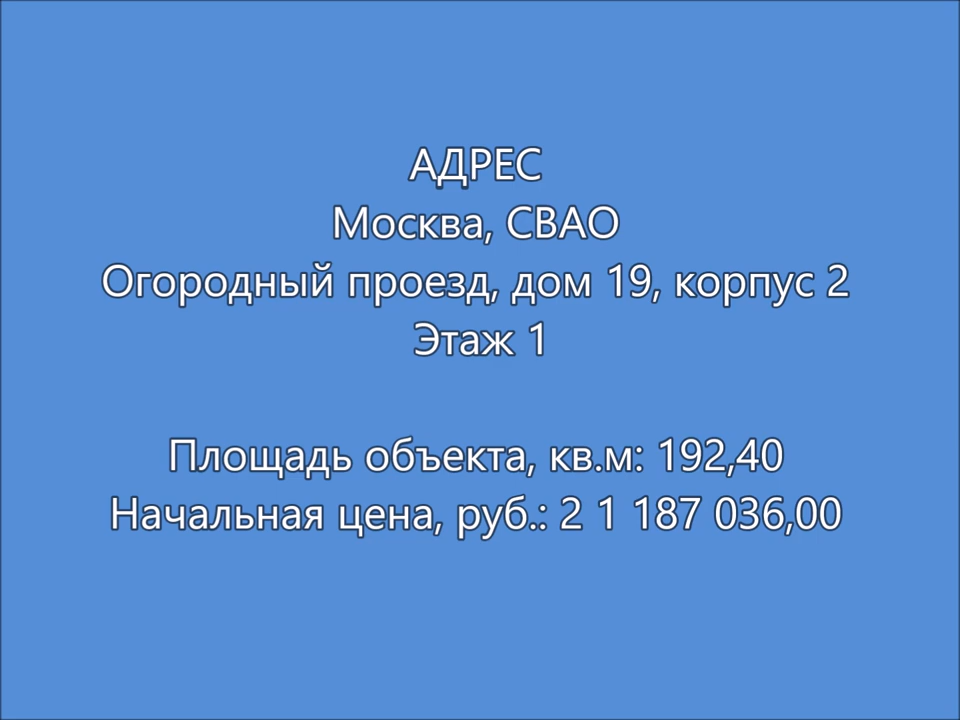 АДРЕС
Москва, СВАО
Огородный проезд, дом 19, корпус 2
Этаж 1
Площадь объекта, кв.м: 192,40
Начальная цена, руб.: 2 1 187 036,00